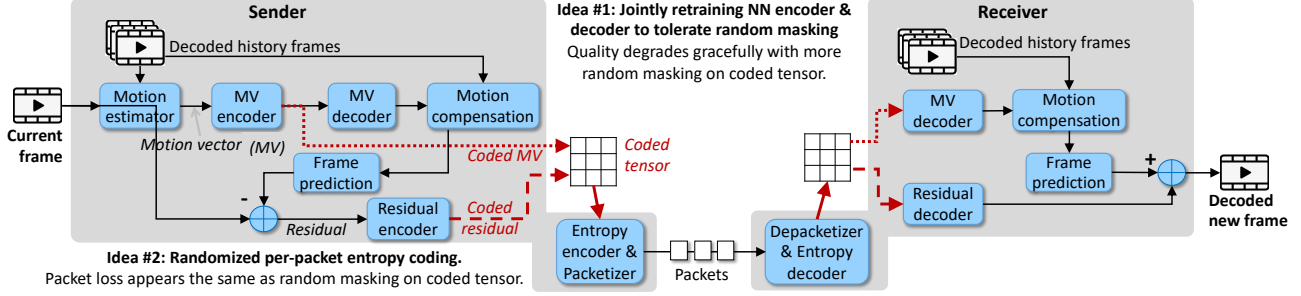 Sender
Idea #1: Jointly retraining NN encoder &
decoder to tolerate random masking
Quality degrades gracefully with more
random masking on coded tensor.
Receiver
Decoded history frames
Decoded history frames
Current
frame
Motion
estimator
MV
encoder
MV
decoder
Motion
compensation
Motion vector (MV)
Coded MV
Coded
tensor
Frame
prediction
-
Residual
Residual
encoder
Coded
residual
Entropy
encoder &
Packetizer
Packets
Depacketizer
& Entropy
decoder
MV
decoder
Motion
compensation
Frame
prediction
+
Residual
decoder
Decoded
new frame
Idea #2: Randomized per-packet entropy coding.
Packet loss appears the same as random masking on coded tensor.